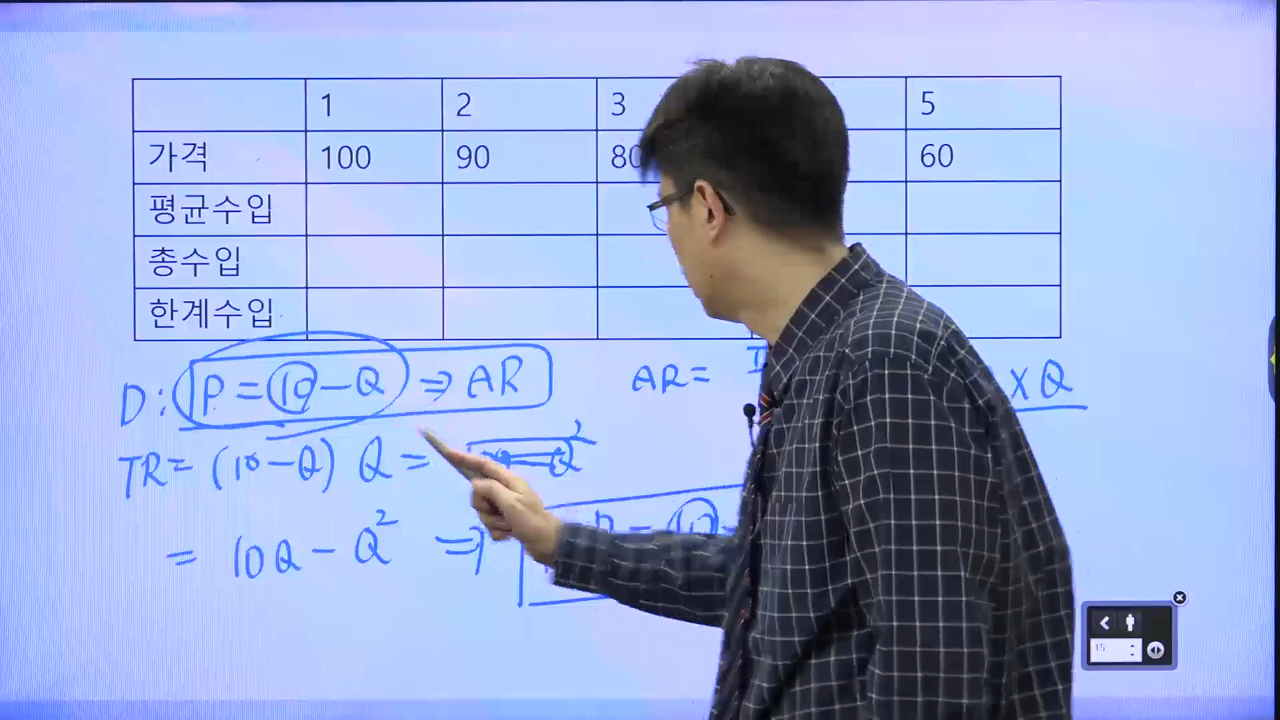 1 2 3 5
가격 100 90 80 60
평균수입
총수입
한계수입
D: P = 10 - Q ⇒ AR AR = × Q
TR = (10 - Q) Q =
= 10Q - Q² ⇒
15